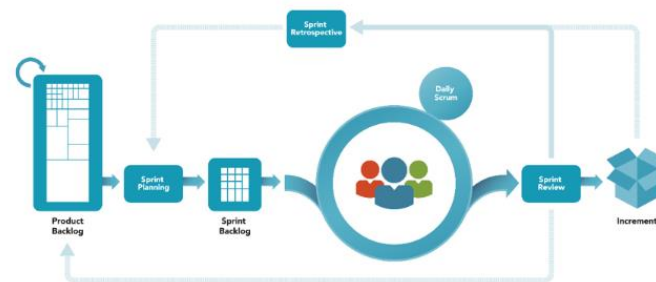 Sprint
Retrospective
Daily
Scrum
Sprint
Planning
Sprint
Review
Product
Backlog
Sprint
Backlog
Increment